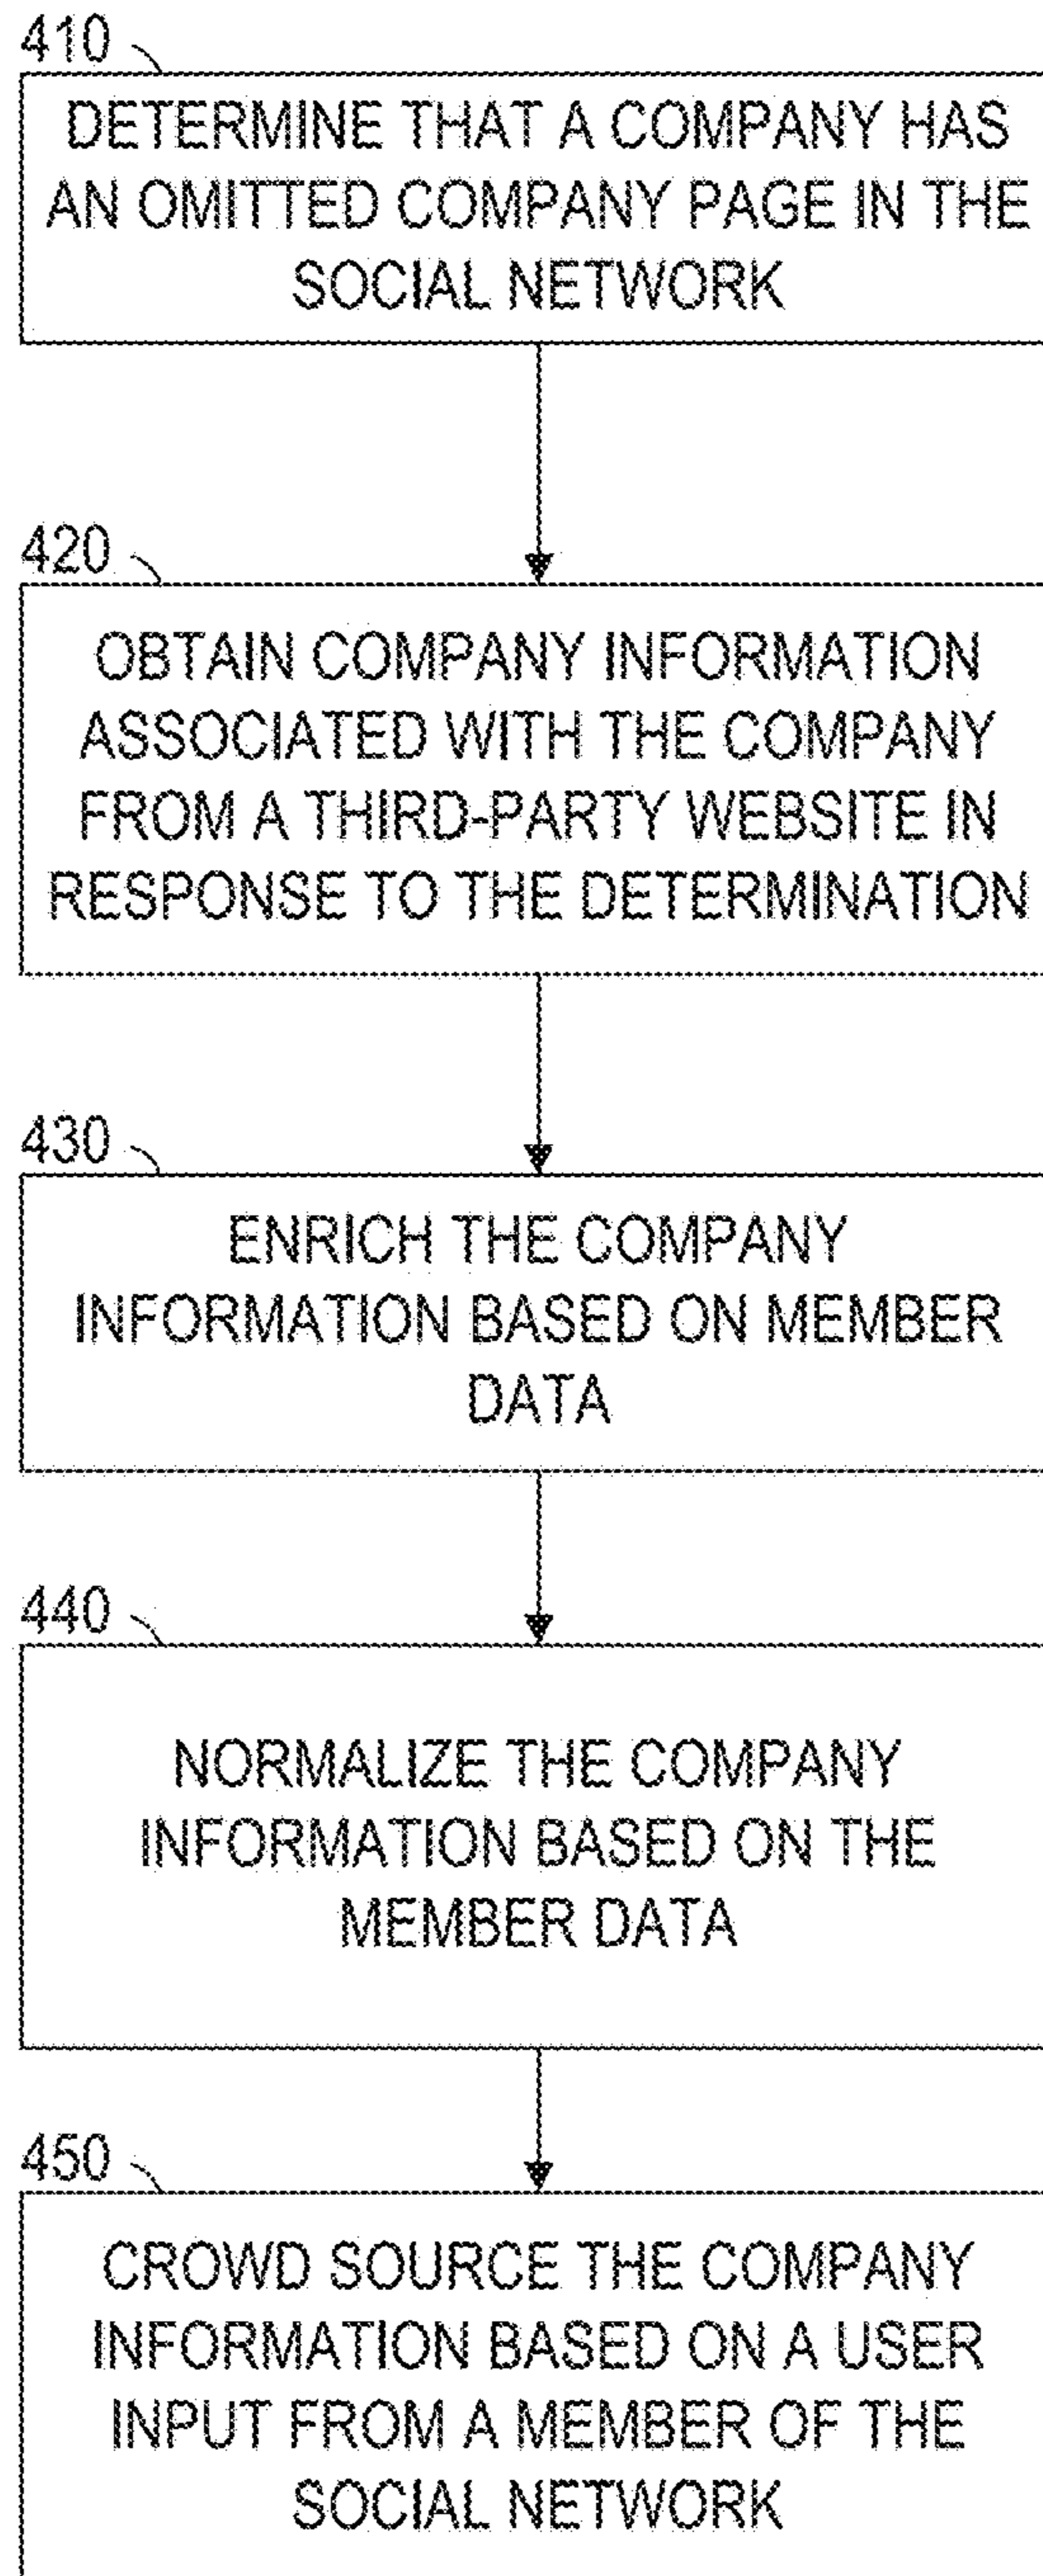 410
DETERMINE THAT A COMPANY HAS
AN OMITTED COMPANY PAGE IN THE
SOCIAL NETWORK
420
OBTAIN COMPANY INFORMATION
ASSOCIATED WITH THE COMPANY
FROM A THIRD-PARTY WEBSITE IN
RESPONSE TO THE DETERMINATION
430
ENRICH THE COMPANY
INFORMATION BASED ON MEMBER
DATA
440
NORMALIZE THE COMPANY
INFORMATION BASED ON THE
MEMBER DATA
450
CROWD SOURCE THE COMPANY
INFORMATION BASED ON A USER
INPUT FROM A MEMBER OF THE
SOCIAL NETWORK